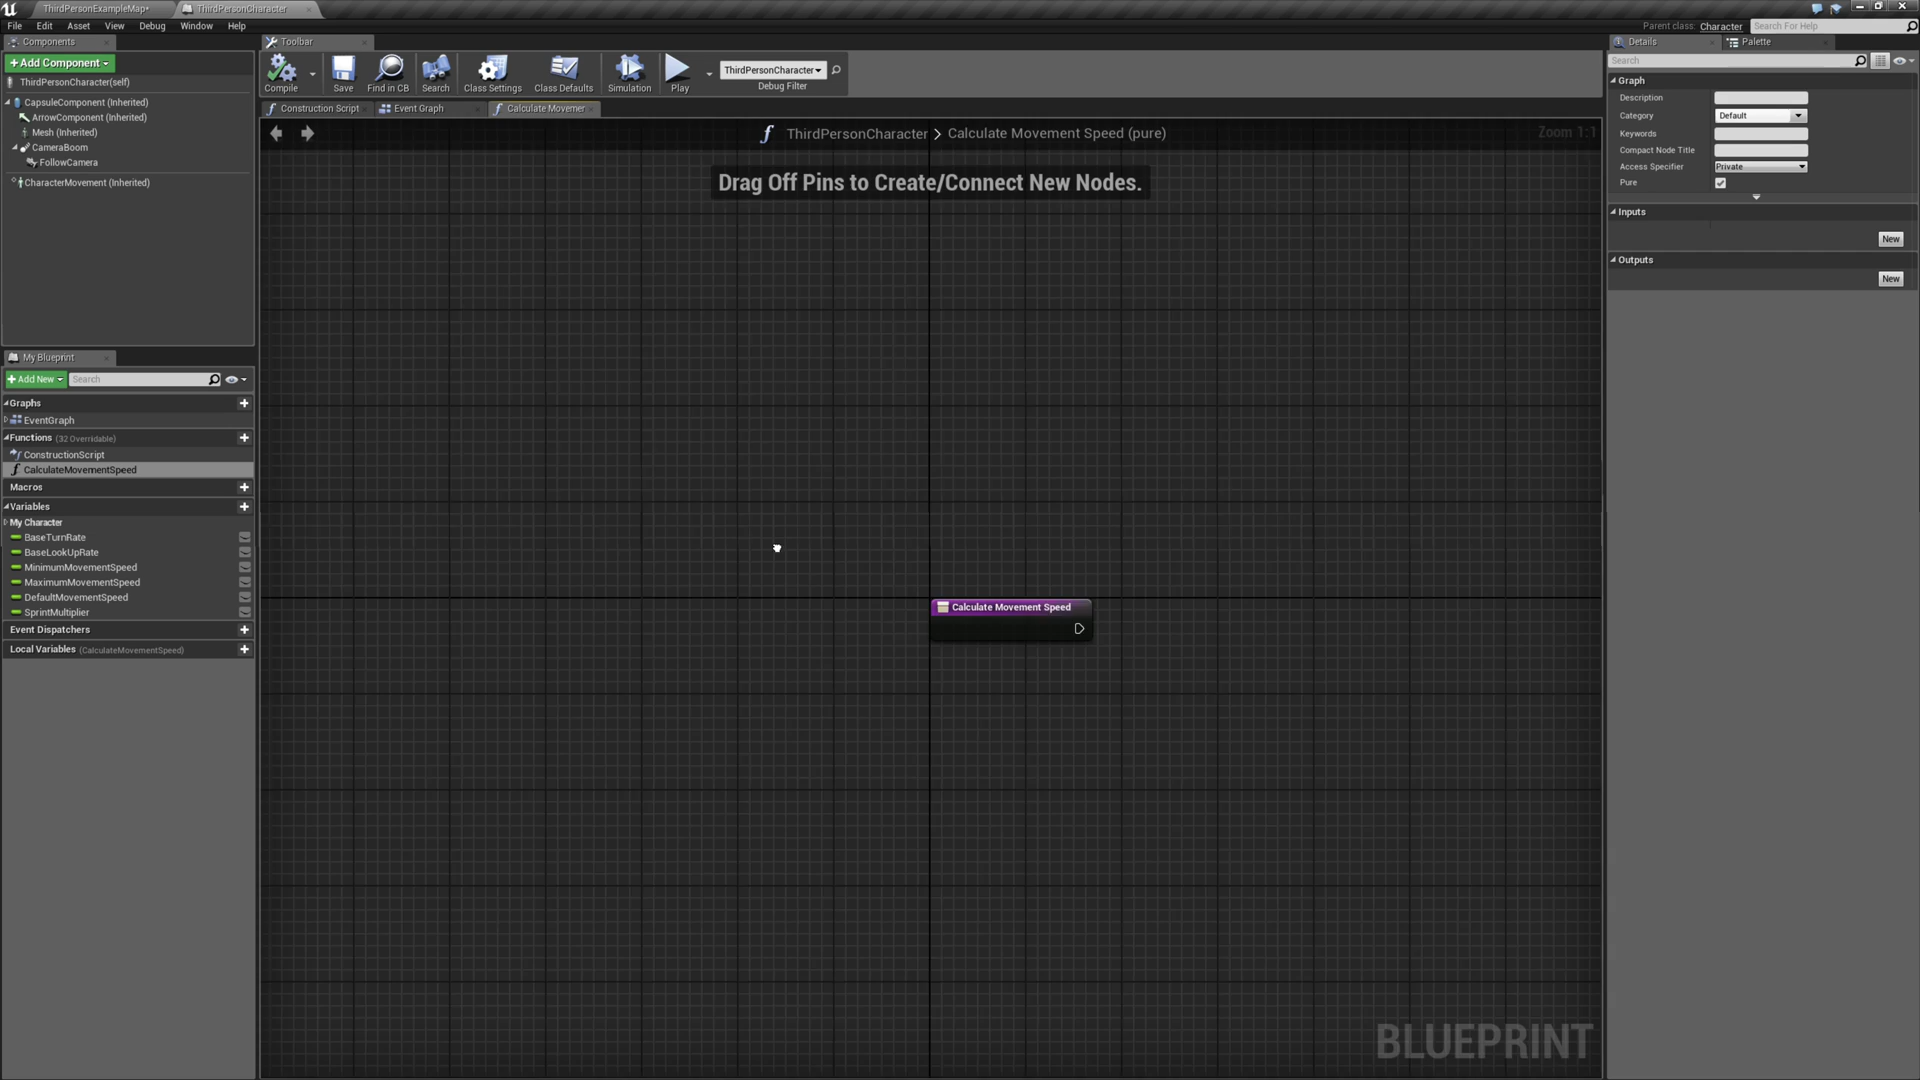 ThirdPersonExampleMap*
ThirdPersonCharacter
File Edit Asset View Debug Window Help
Parent class: Character
Search For Help
Components
Toolbar
Details
Palette
+Add Component
ThirdPersonCharacter(self)
CapsuleComponent (Inherited)
ArrowComponent (Inherited)
Mesh (Inherited)
CameraBoom
FollowCamera
CharacterMovement (Inherited)
Compile
Save
Find in CB
Search
Class Settings
Class Defaults
Simulation
Play
ThirdPersonCharacter
Debug Filter
Construction Script
Event Graph
Calculate Movemen
ThirdPersonCharacter > Calculate Movement Speed (pure)
Zoom 1:1
Drag Off Pins to Create/Connect New Nodes.
Calculate Movement Speed
BLUEPRINT
My Blueprint
+Add New
Search
Graphs
EventGraph
Functions (32 Overridable)
ConstructionScript
CalculateMovementSpeed
Macros
Variables
My Character
BaseTurnRate
BaseLookUpRate
MinimumMovementSpeed
MaximumMovementSpeed
DefaultMovementSpeed
SprintMultiplier
Event Dispatchers
Local Variables (CalculateMovementSpeed)
Search
Graph
Description
Category Default
Keywords
Compact Node Title
Access Specifier Private
Pure
Inputs
New
Outputs
New